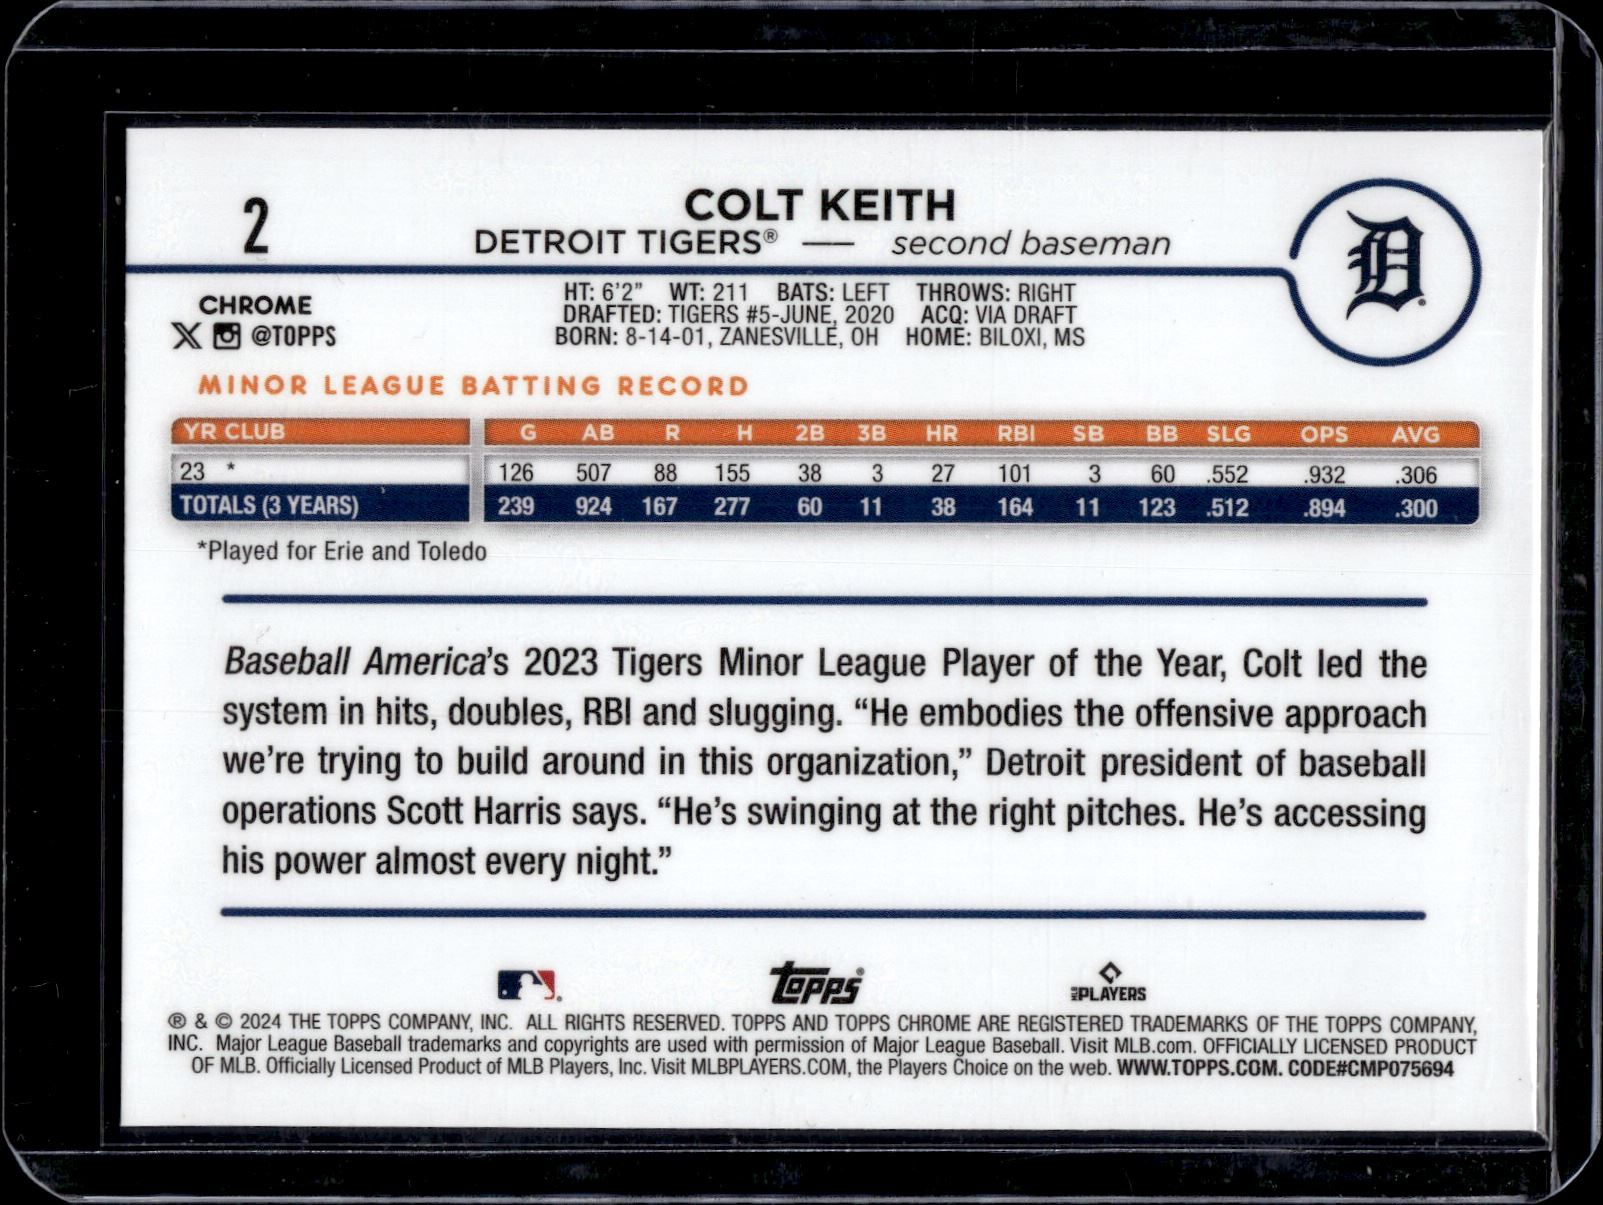 2
COLT KEITH
DETROIT TIGERS® — second baseman
D
CHROME
@TOPPS
HT: 6'2" WT: 211 BATS: LEFT THROWS: RIGHT
DRAFTED: TIGERS #5-JUNE, 2020 ACQ: VIA DRAFT
BORN: 8-14-01, ZANESVILLE, OH HOME: BILOXI, MS
MINOR LEAGUE BATTING RECORD
YR CLUB G AB R H 2B 3B HR RBI SB BB SLG OPS AVG
23 * 126 507 88 155 38 3 27 101 3 60 .552 .932 .306
TOTALS (3 YEARS) 239 924 167 277 60 11 38 164 11 123 .512 .894 .300
*Played for Erie and Toledo
Baseball America's 2023 Tigers Minor League Player of the Year, Colt led the
system in hits, doubles, RBI and slugging. “He embodies the offensive approach
we're trying to build around in this organization,” Detroit president of baseball
operations Scott Harris says. “He's swinging at the right pitches. He's accessing
his power almost every night.”
topps®
MLB PLAYERS
® & © 2024 THE TOPPS COMPANY, INC. ALL RIGHTS RESERVED. TOPPS AND TOPPS CHROME ARE REGISTERED TRADEMARKS OF THE TOPPS COMPANY,
INC. Major League Baseball trademarks and copyrights are used with permission of Major League Baseball. Visit MLB.com. OFFICIALLY LICENSED PRODUCT
OF MLB. Officially Licensed Product of MLB Players, Inc. Visit MLBPLAYERS.COM, the Players Choice on the web. WWW.TOPPS.COM. CODE#CMP075694